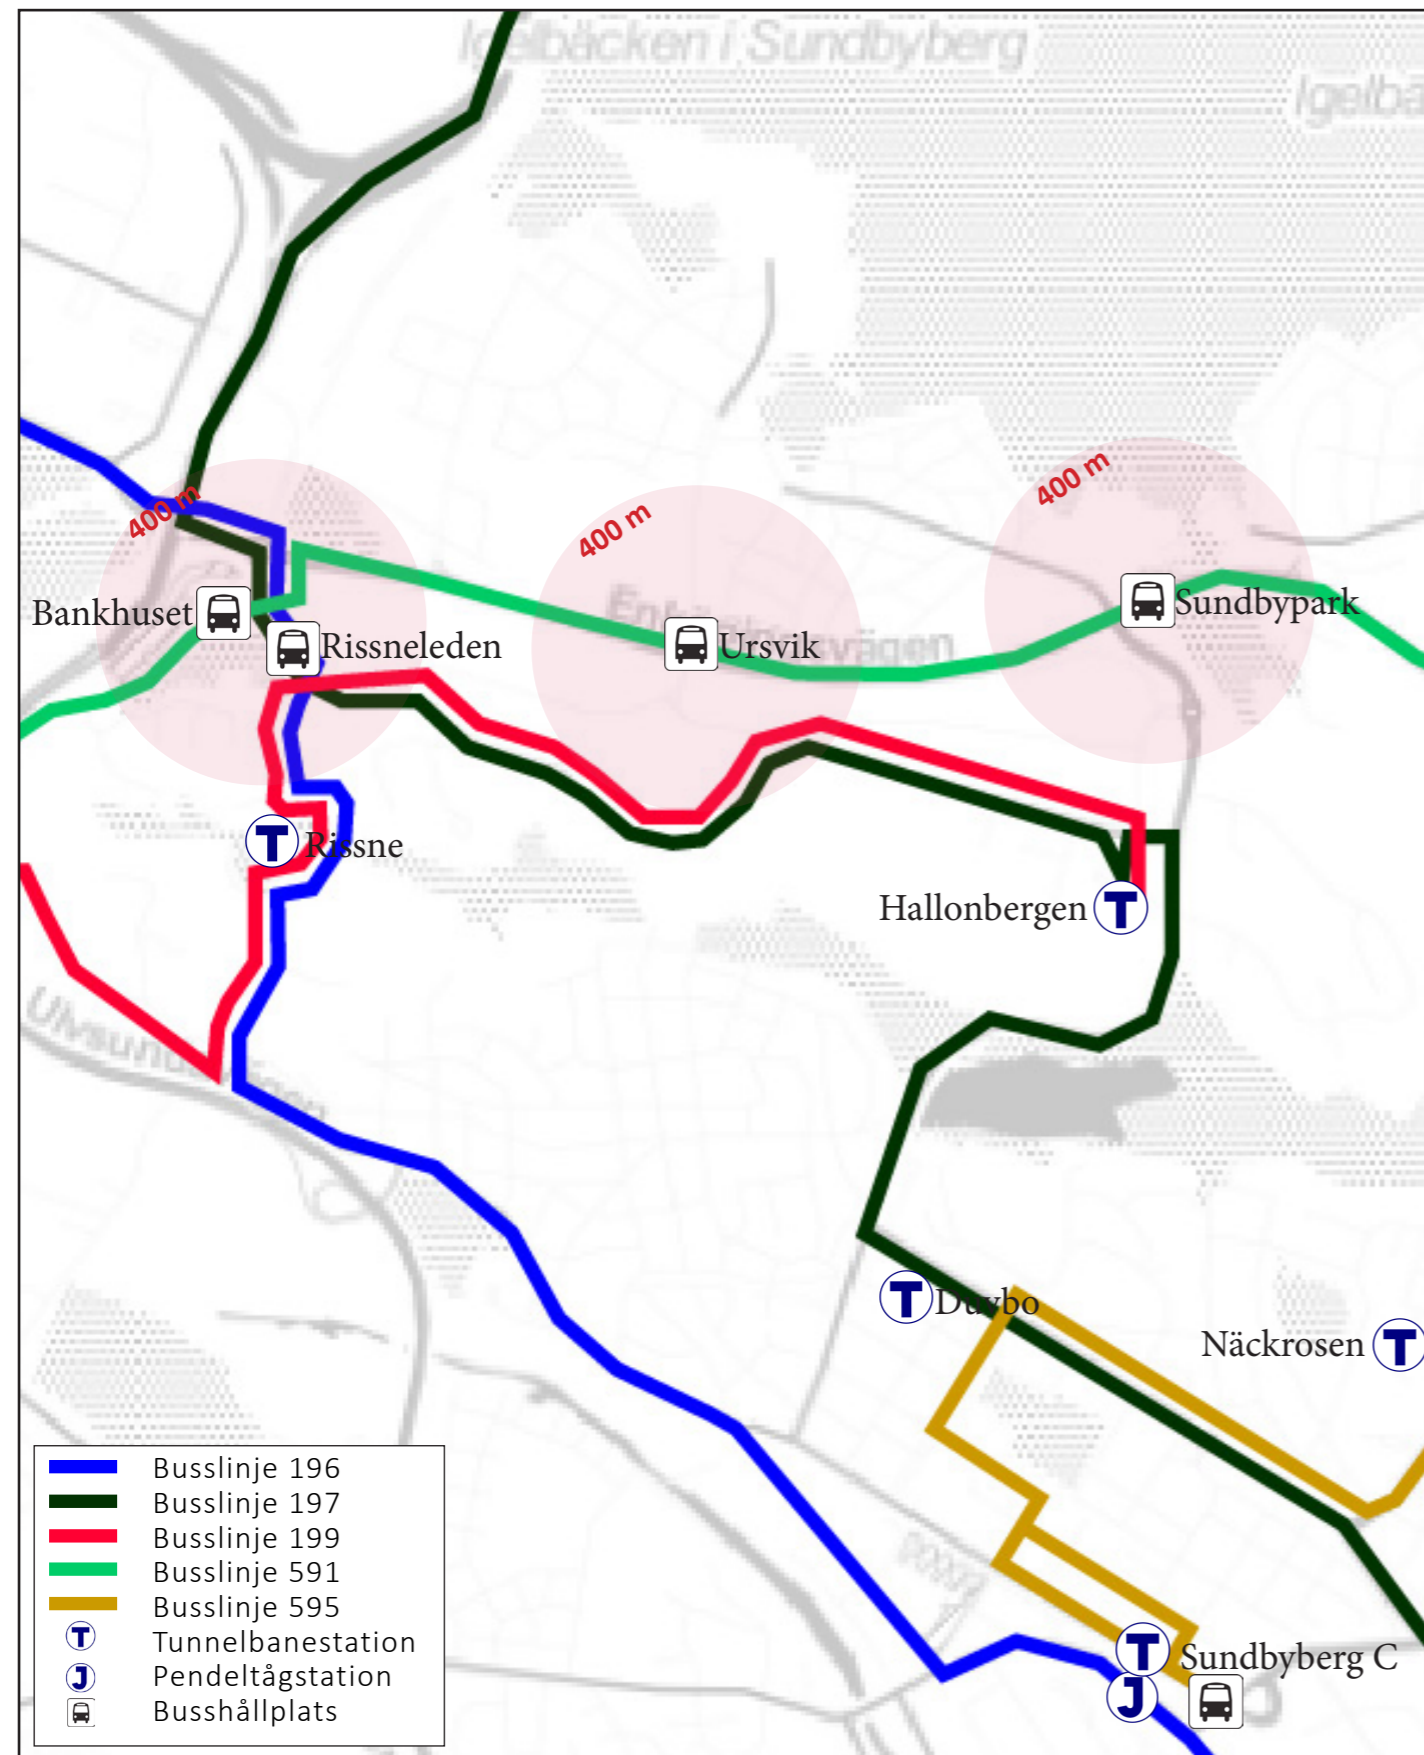 Igelbäcken i Sundbyberg
Igelbä
400 m
400 m
400 m
Bankhuset
Rissneleden
Ursvik
Sundbypark
Rissne
Hallonbergen
Duvbo
Näckrosen
Sundbyberg C
T
T
T
T
T
J
Busslinje 196
Busslinje 197
Busslinje 199
Busslinje 591
Busslinje 595
T Tunnelbanestation
J Pendeltågstation
Busshållplats